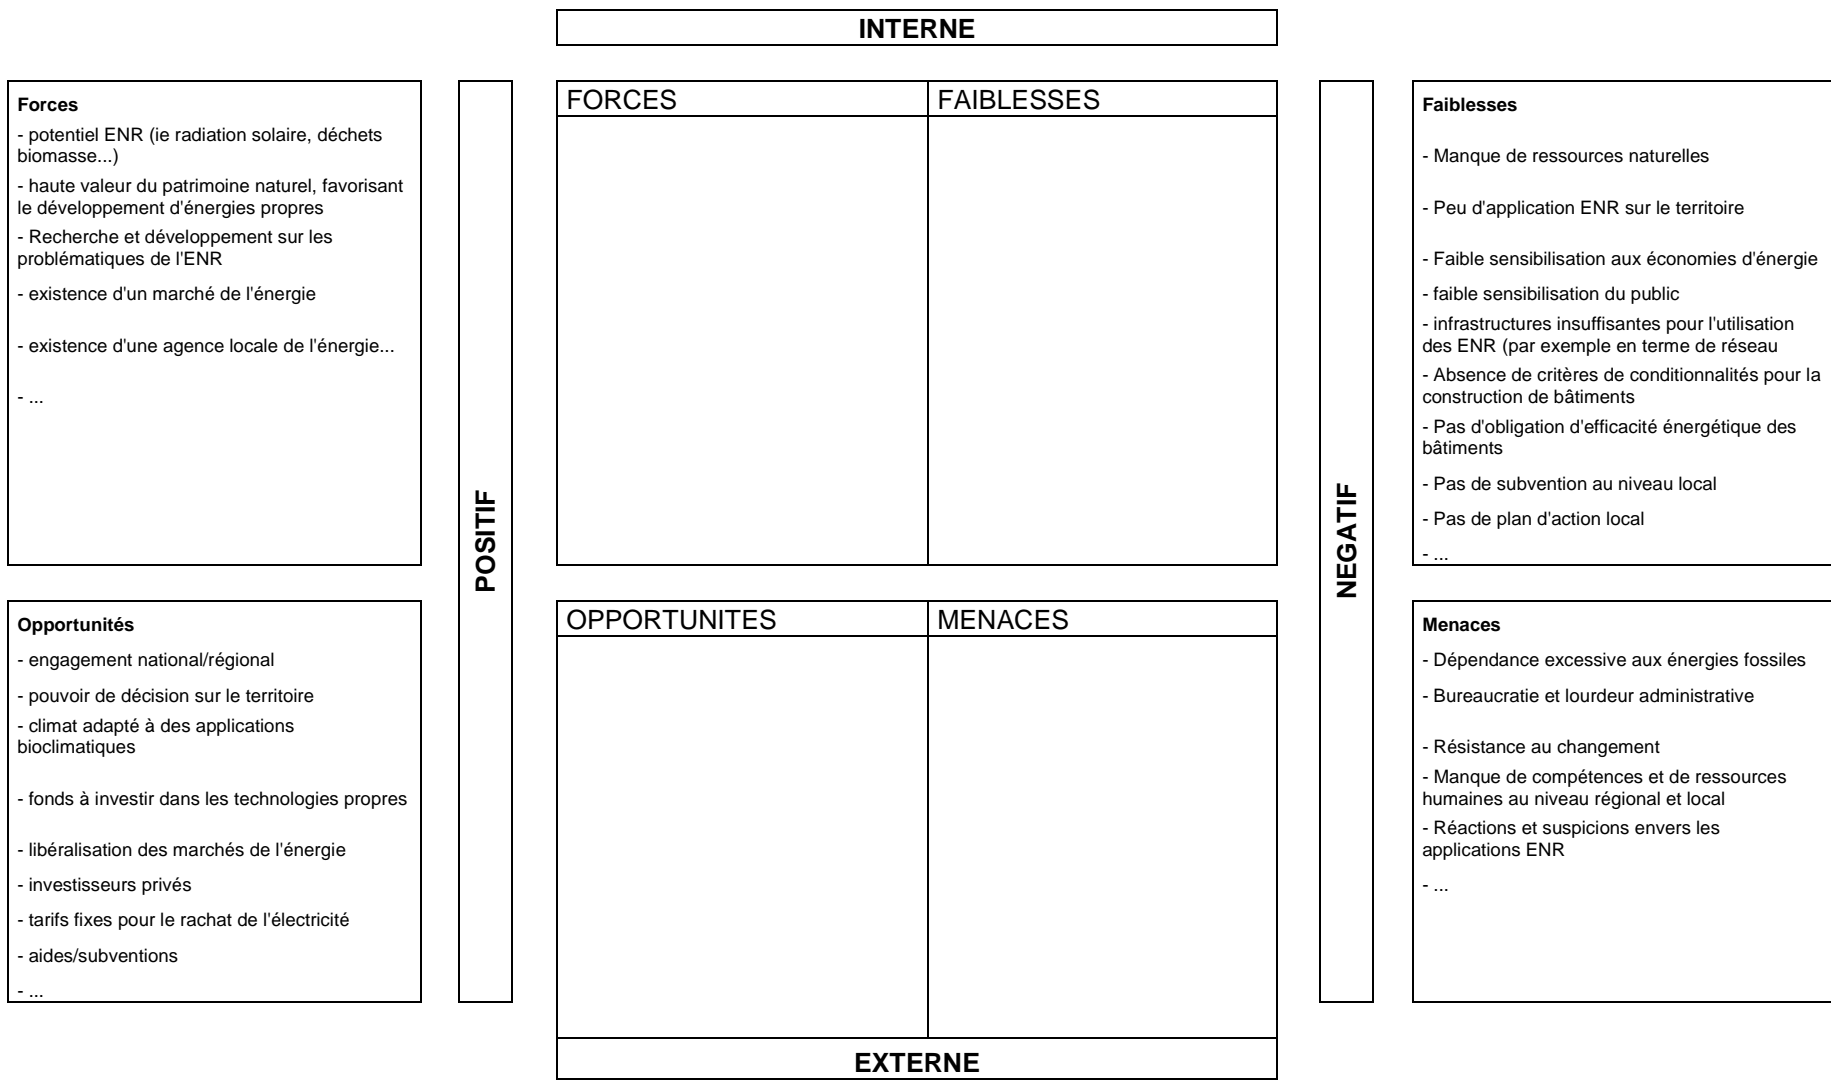 INTERNE
Forces
- potentiel ENR (ie radiation solaire, déchets
biomasse...)
- haute valeur du patrimoine naturel, favorisant
le développement d'énergies propres
- Recherche et développement sur les
problématiques de l'ENR
- existence d'un marché de l'énergie
- existence d'une agence locale de l'énergie...
- ...
POSITIF
FORCES
FAIBLESSES
NEGATIF
Faiblesses
- Manque de ressources naturelles
- Peu d'application ENR sur le territoire
- Faible sensibilisation aux économies d'énergie
- faible sensibilisation du public
- infrastructures insuffisantes pour l'utilisation
des ENR (par exemple en terme de réseau
- Absence de critères de conditionnalités pour la
construction de bâtiments
- Pas d'obligation d'efficacité énergétique des
bâtiments
- Pas de subvention au niveau local
- Pas de plan d'action local
- ...
Opportunités
- engagement national/régional
- pouvoir de décision sur le territoire
- climat adapté à des applications
bioclimatiques
- fonds à investir dans les technologies propres
- libéralisation des marchés de l'énergie
- investisseurs privés
- tarifs fixes pour le rachat de l'électricité
- aides/subventions
- ...
OPPORTUNITES
MENACES
Menaces
- Dépendance excessive aux énergies fossiles
- Bureaucratie et lourdeur administrative
- Résistance au changement
- Manque de compétences et de ressources
humaines au niveau régional et local
- Réactions et suspicions envers les
applications ENR
- ...
EXTERNE